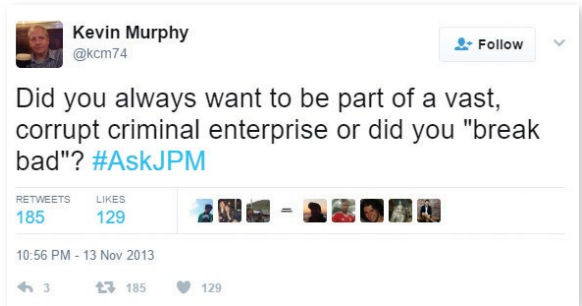 Kevin Murphy
@kcm74
Follow
Did you always want to be part of a vast,
corrupt criminal enterprise or did you "break
bad"? #AskJPM
RETWEETS LIKES
185 129
10:56 PM - 13 Nov 2013
3 185 129